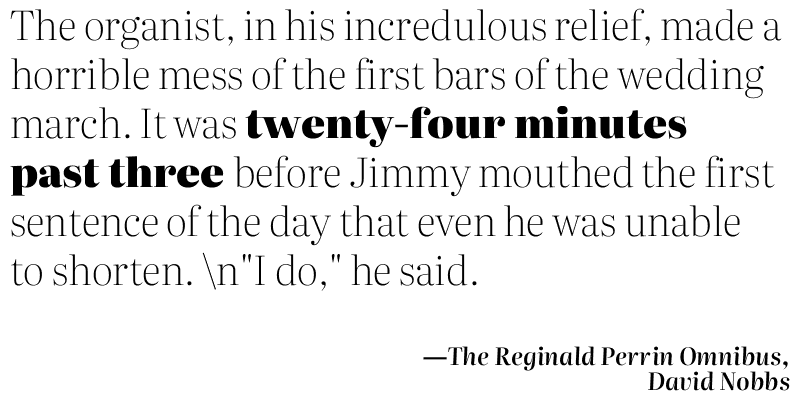 The organist, in his incredulous relief, made a
horrible mess of the first bars of the wedding
march. It was twenty-four minutes
past three before Jimmy mouthed the first
sentence of the day that even he was unable
to shorten. \n"I do," he said.
—The Reginald Perrin Omnibus,
David Nobbs